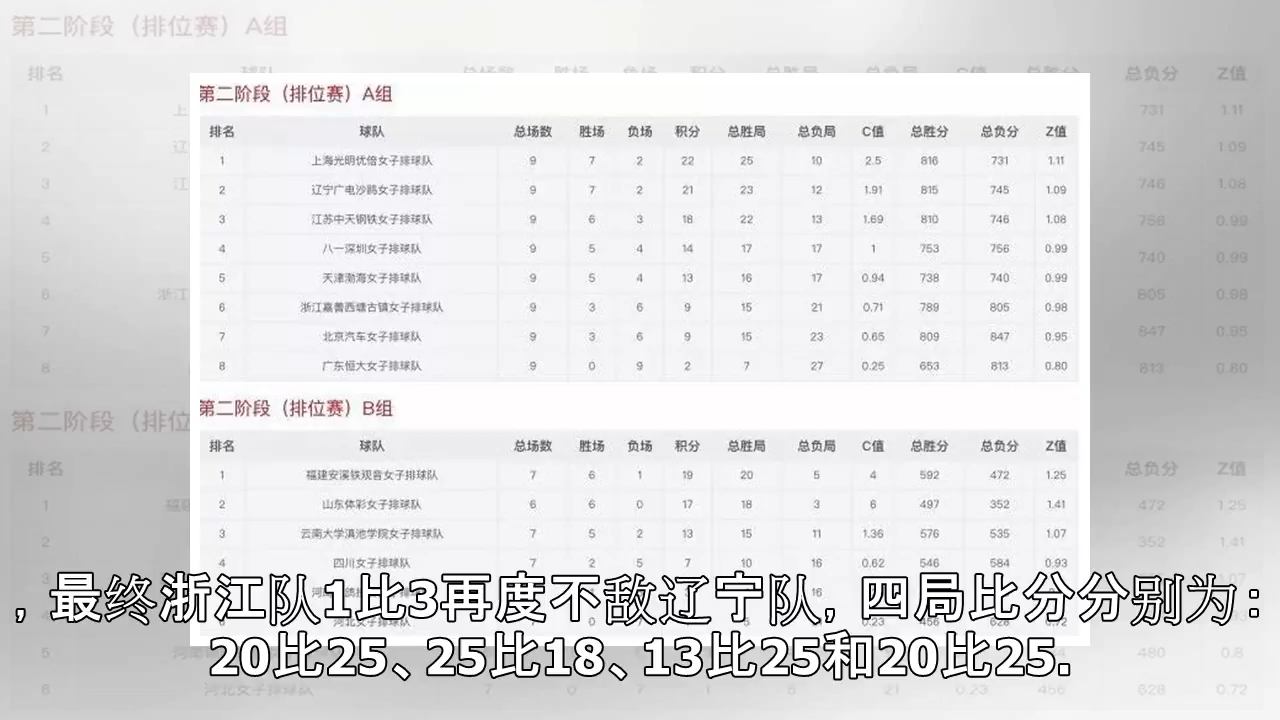 第二阶段（排位赛）A组
排名 球队 总场数 胜场 负场 积分 总胜局 总负局 C值 总胜分 总负分 Z值
1 上海光明优倍女子排球队 9 7 2 22 25 10 2.5 816 731 1.11
2 辽宁广电沙鸥女子排球队 9 7 2 21 23 12 1.91 815 745 1.09
3 江苏中天钢铁女子排球队 9 6 3 18 22 13 1.69 810 746 1.08
4 八一深圳女子排球队 9 5 4 14 17 17 1 753 756 0.99
5 天津渤海女子排球队 9 5 4 13 16 17 0.94 738 740 0.99
6 浙江嘉善西塘古镇女子排球队 9 3 6 9 15 21 0.71 789 805 0.98
7 北京汽车女子排球队 9 3 6 9 15 23 0.65 809 847 0.95
8 广东恒大女子排球队 9 0 9 2 7 27 0.25 653 813 0.80
第二阶段（排位赛）B组
排名 球队 总场数 胜场 负场 积分 总胜局 总负局 C值 总胜分 总负分 Z值
1 福建安溪铁观音女子排球队 7 6 1 19 20 5 4 592 472 1.25
2 山东体彩女子排球队 6 6 0 17 18 3 6 497 352 1.41
3 云南大学滇池学院女子排球队 7 5 2 13 15 11 1.36 576 535 1.07
4 四川女子排球队 7 2 5 7 10 16 0.62 546 584 0.93
河北女子排球队 0.23 456 628 0.72
，最终浙江队1比3再度不敌辽宁队，四局比分分别为：
20比25、25比18、13比25和20比25.